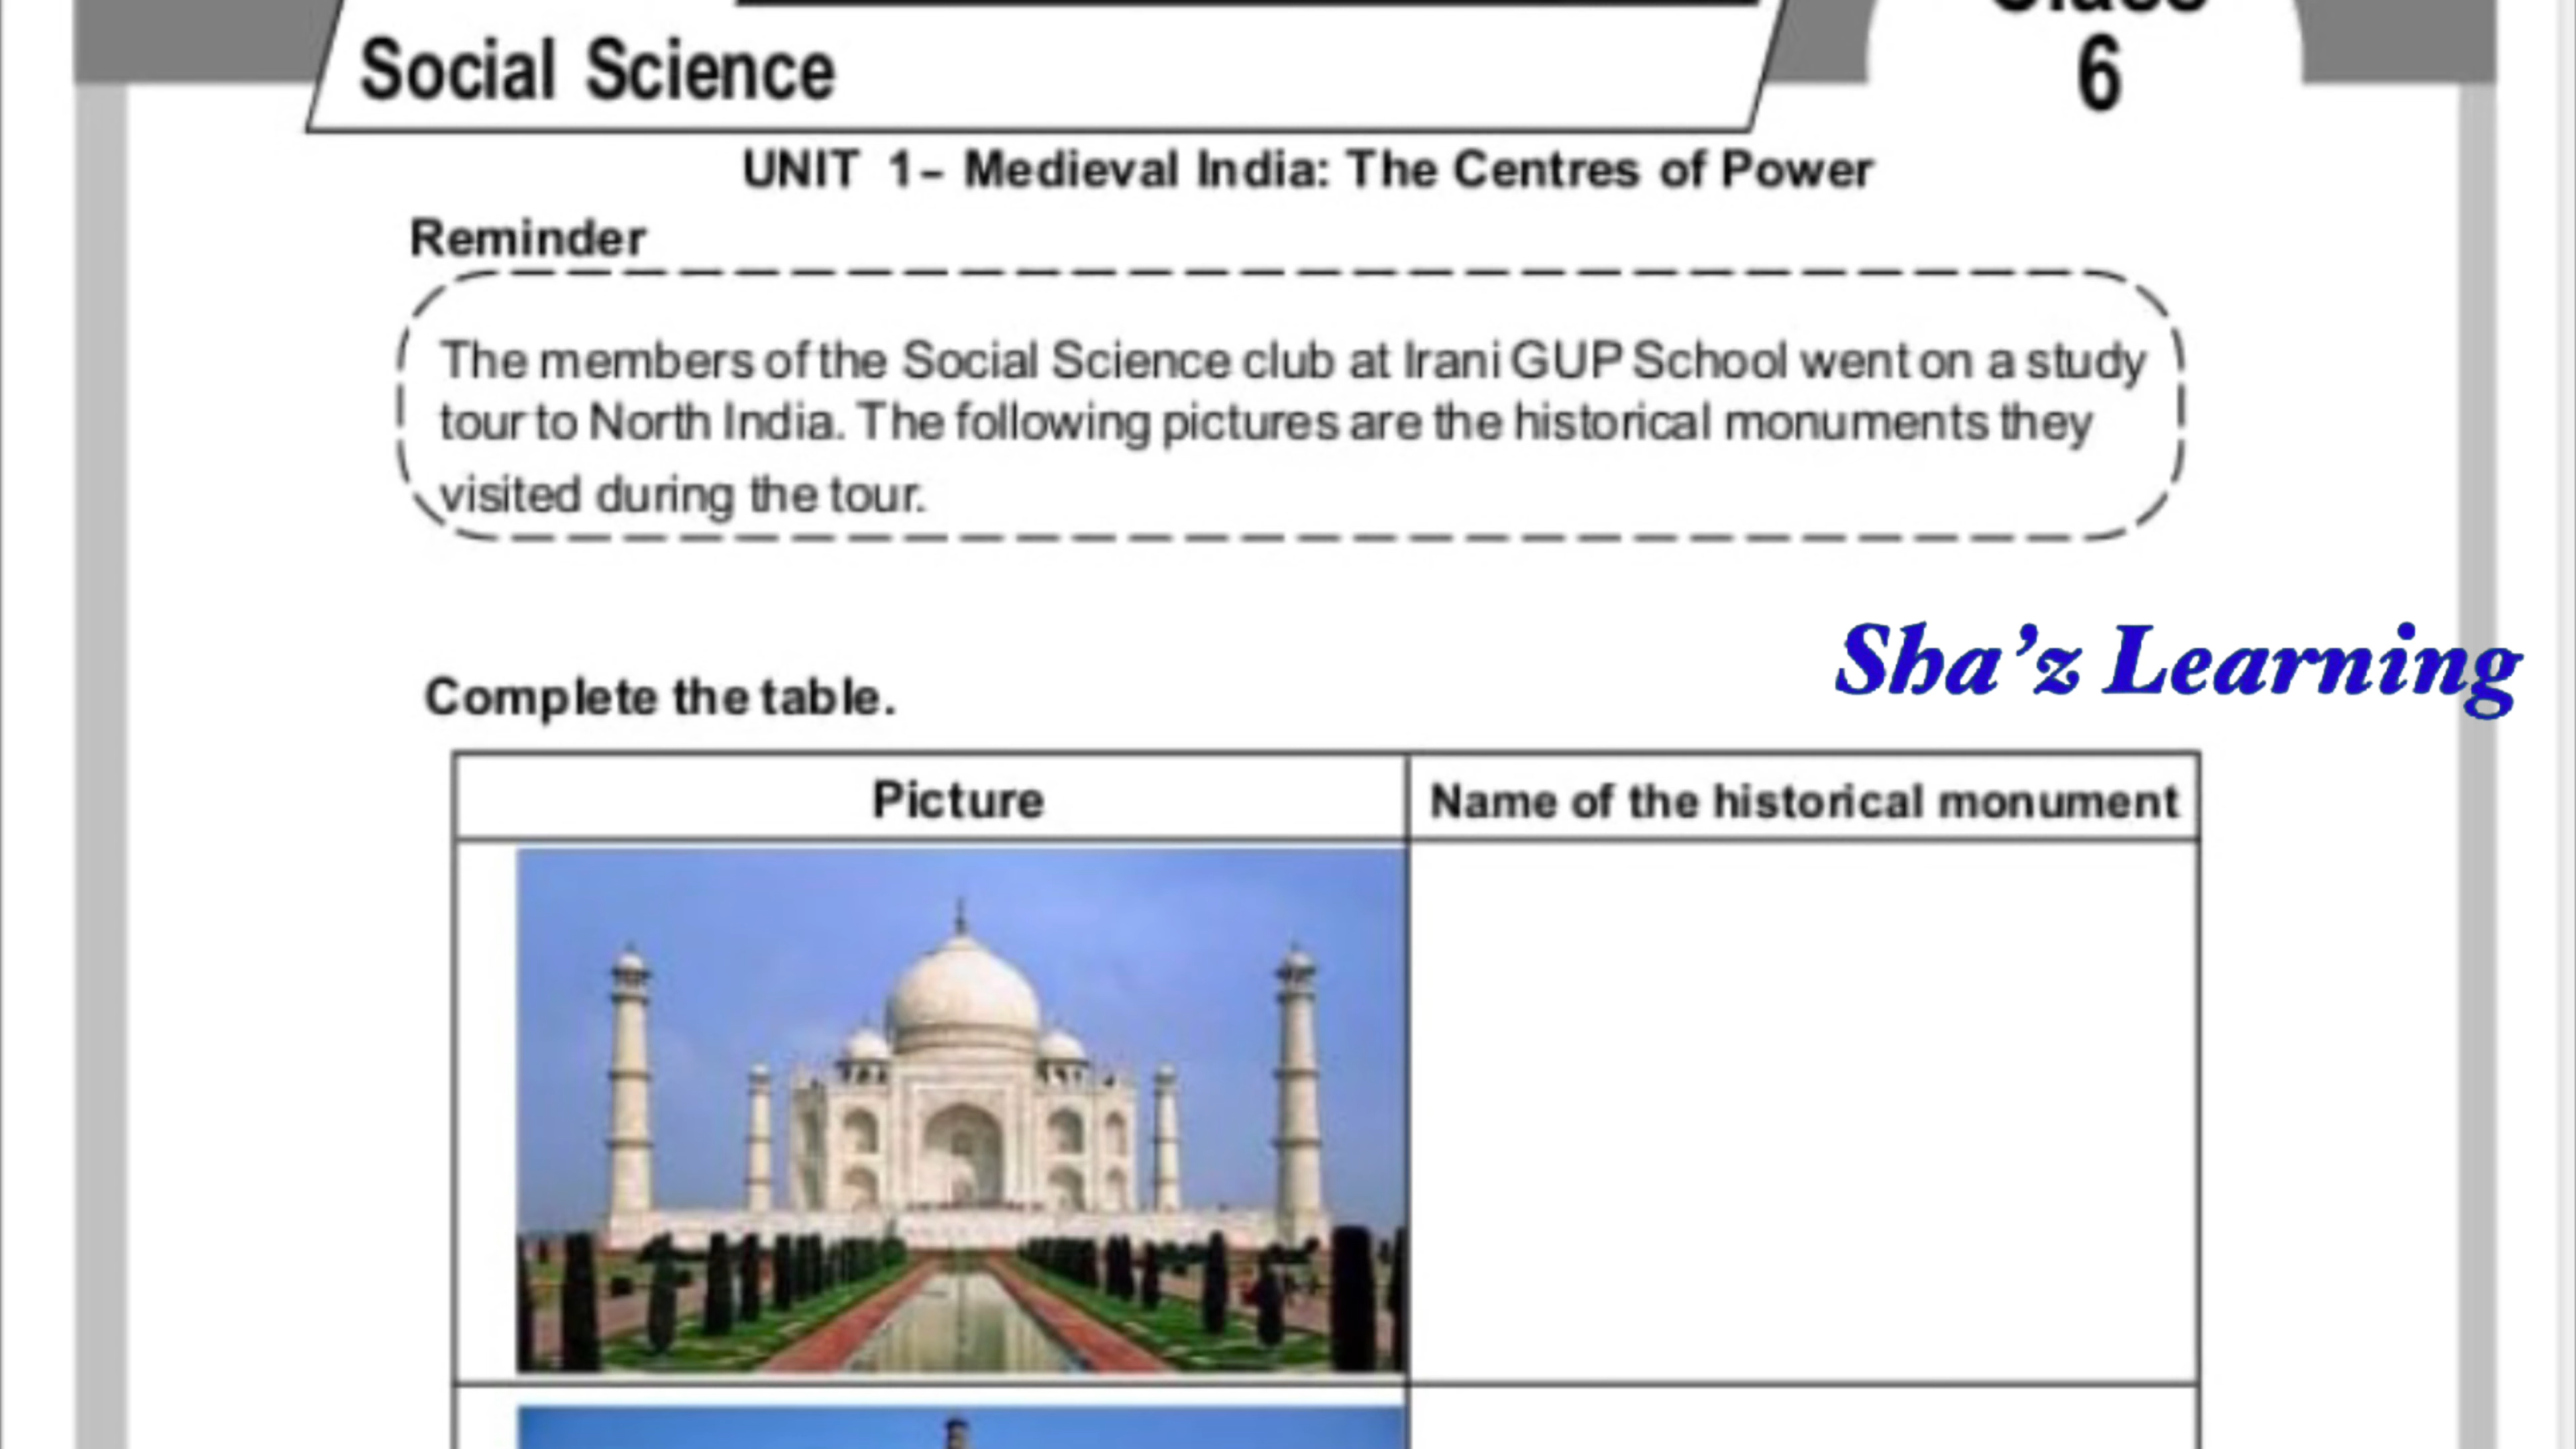 Social Science
Class
6
UNIT 1– Medieval India: The Centres of Power
Reminder
The members of the Social Science club at Irani GUP School went on a study
tour to North India. The following pictures are the historical monuments they
visited during the tour.
Sha’z Learning
Complete the table.
Picture
Name of the historical monument